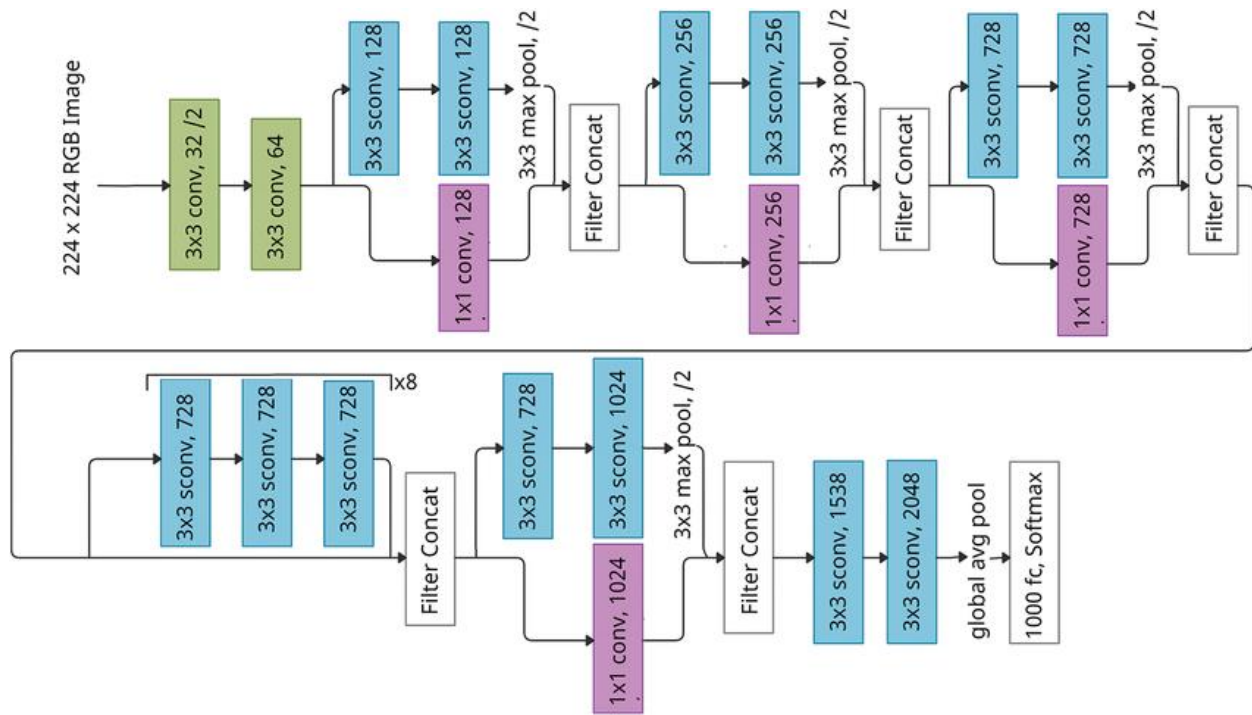 224 x 224 RGB Image
3x3 conv, 32 /2
3x3 conv, 64
3x3 sconv, 128
3x3 sconv, 128
3x3 max pool, /2
1x1 conv, 128
Filter Concat
3x3 sconv, 256
3x3 sconv, 256
3x3 max pool, /2
1x1 conv, 256
Filter Concat
3x3 sconv, 728
3x3 sconv, 728
3x3 max pool, /2
1x1 conv, 728
Filter Concat
3x3 sconv, 728
3x3 sconv, 728
3x3 sconv, 728
x8
Filter Concat
3x3 sconv, 728
3x3 sconv, 1024
3x3 max pool, /2
1x1 conv, 1024
Filter Concat
3x3 sconv, 1538
3x3 sconv, 2048
global avg pool
1000 fc, Softmax